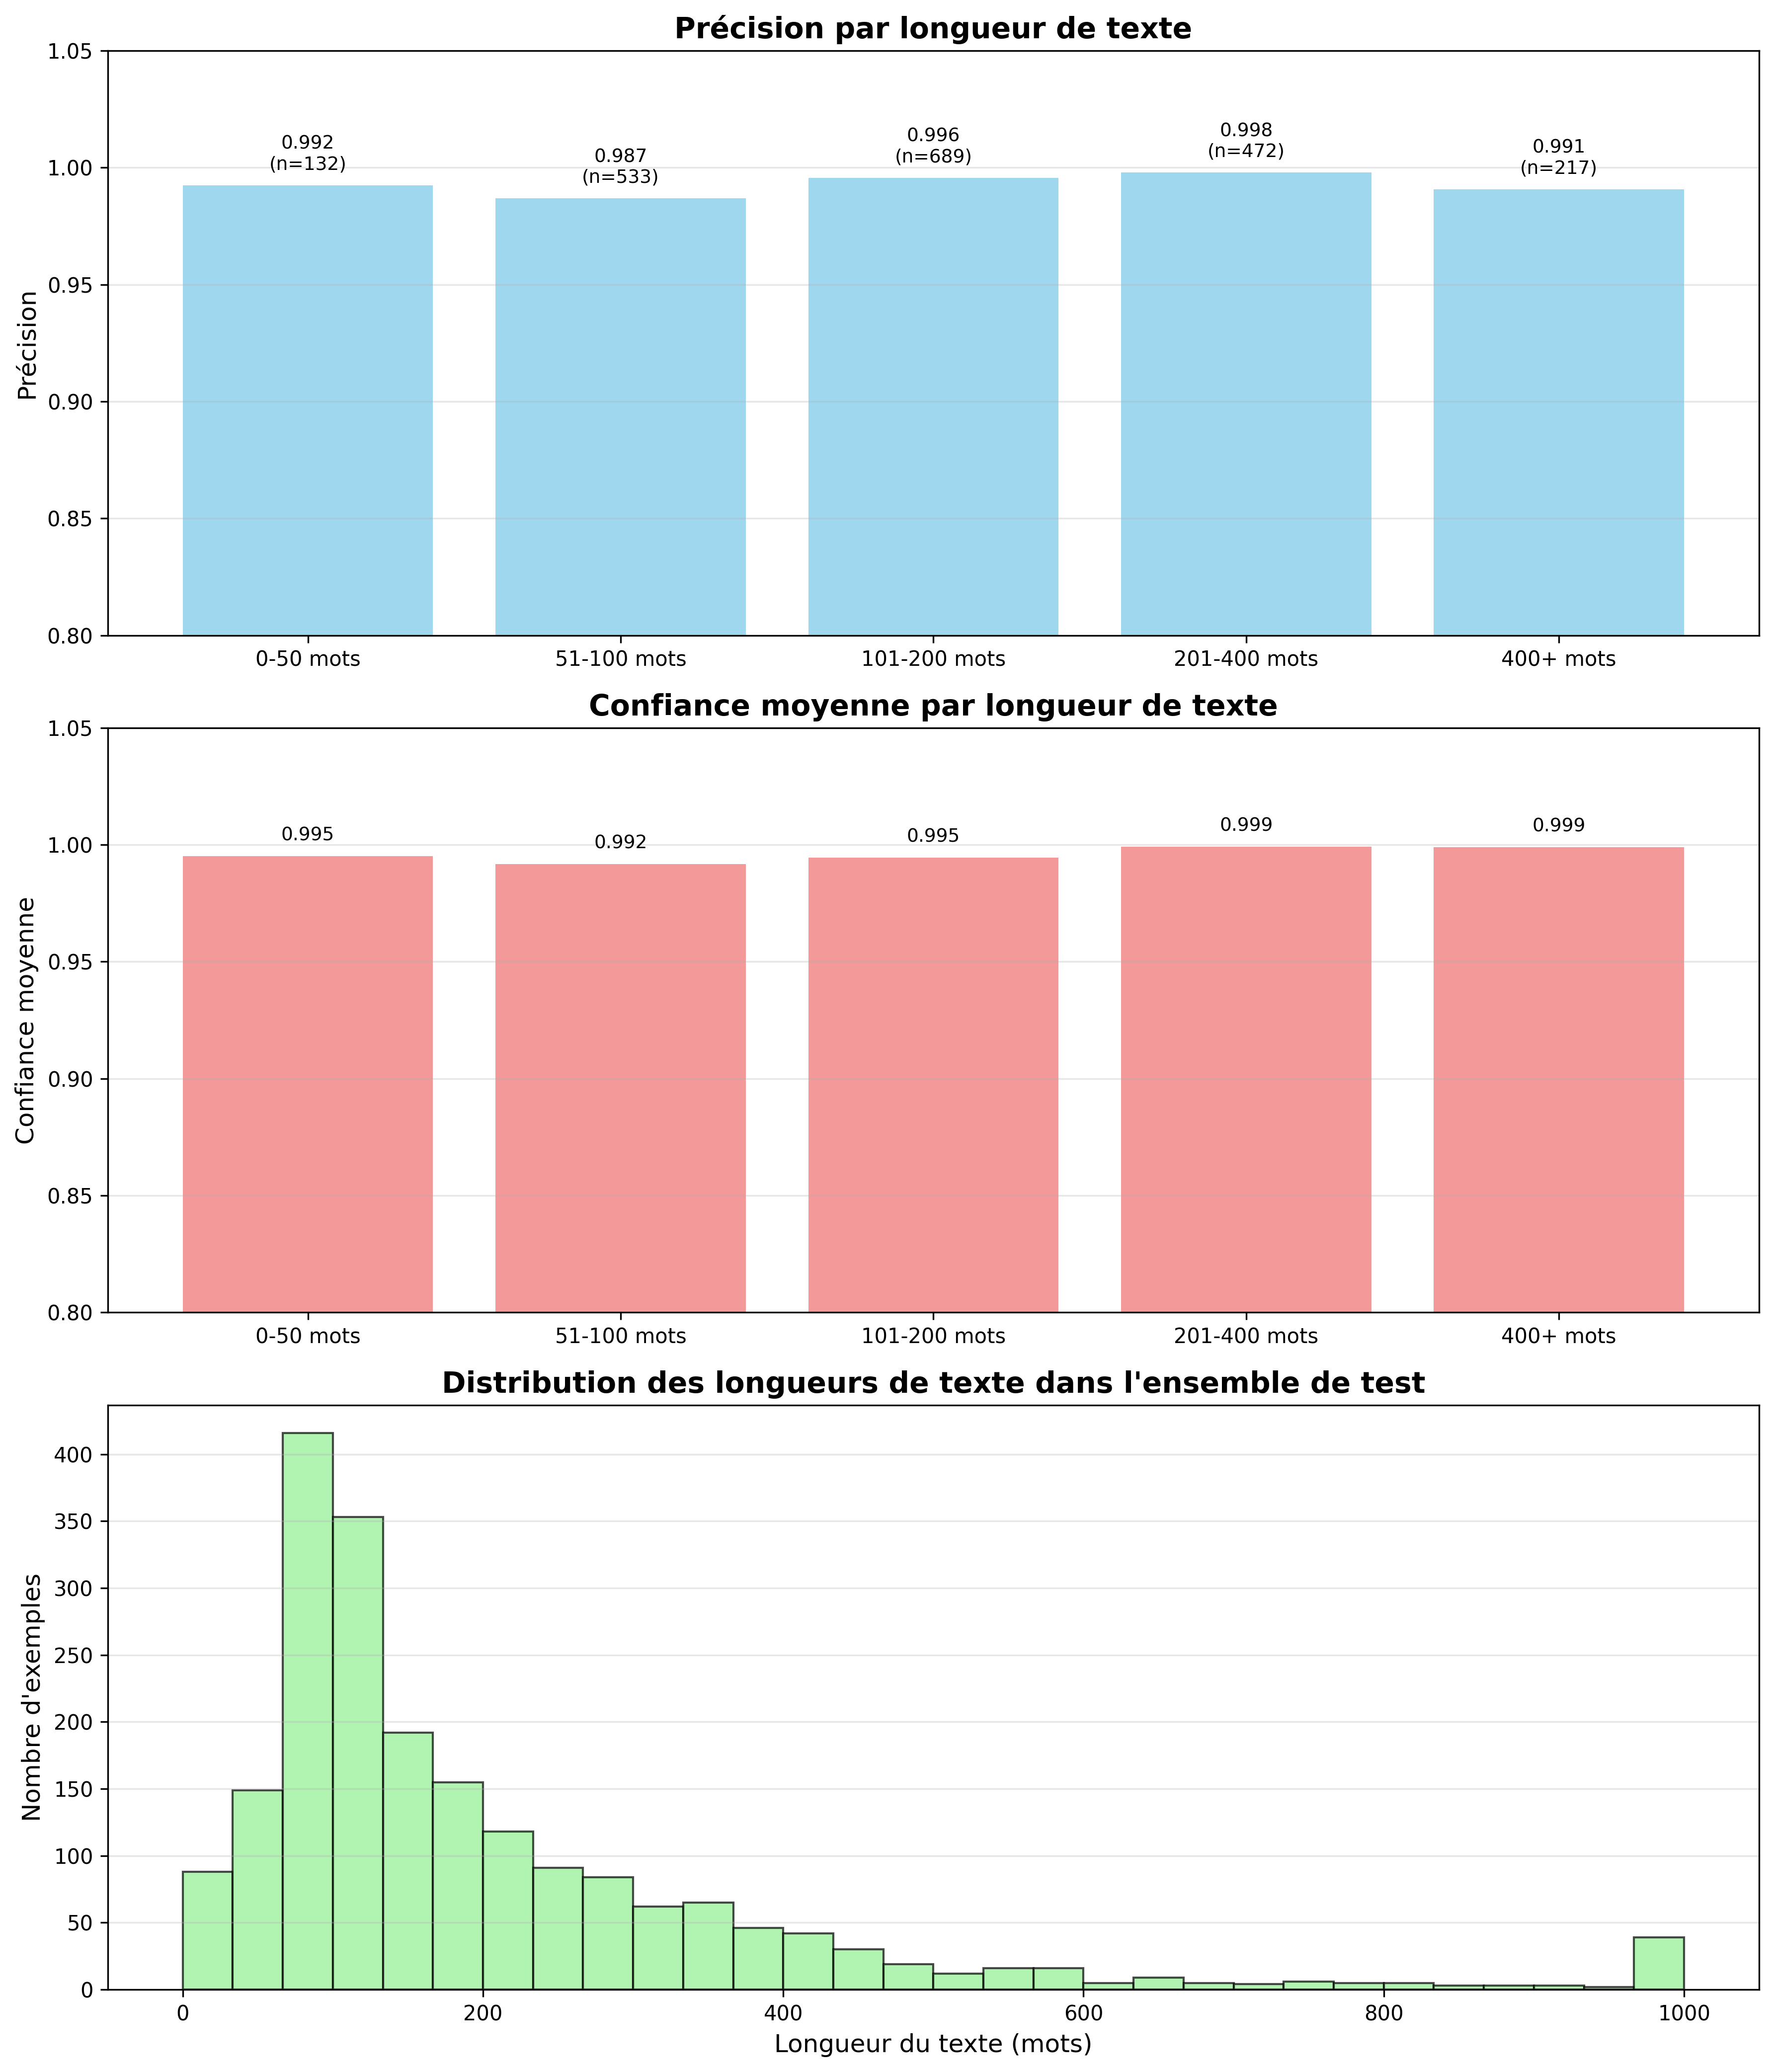 Précision par longueur de texte
1.05
1.00
0.95
0.90
0.85
0.80
Précision
0.992
(n=132)
0.987
(n=533)
0.996
(n=689)
0.998
(n=472)
0.991
(n=217)
0-50 mots
51-100 mots
101-200 mots
201-400 mots
400+ mots
Confiance moyenne par longueur de texte
1.05
1.00
0.95
0.90
0.85
0.80
Confiance moyenne
0.995
0.992
0.995
0.999
0.999
0-50 mots
51-100 mots
101-200 mots
201-400 mots
400+ mots
Distribution des longueurs de texte dans l'ensemble de test
400
350
300
250
200
150
100
50
0
Nombre d'exemples
0
200
400
600
800
1000
Longueur du texte (mots)